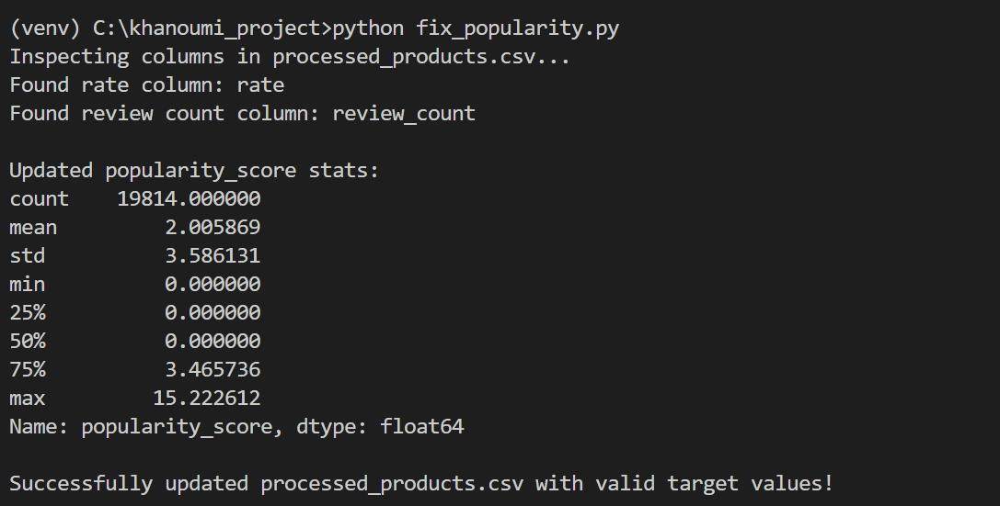 (venv) C:\khanoumi_project>python fix_popularity.py
Inspecting columns in processed_products.csv...
Found rate column: rate
Found review count column: review_count
Updated popularity_score stats:
count    19814.000000
mean         2.005869
std          3.586131
min          0.000000
25%          0.000000
50%          0.000000
75%          3.465736
max         15.222612
Name: popularity_score, dtype: float64
Successfully updated processed_products.csv with valid target values!